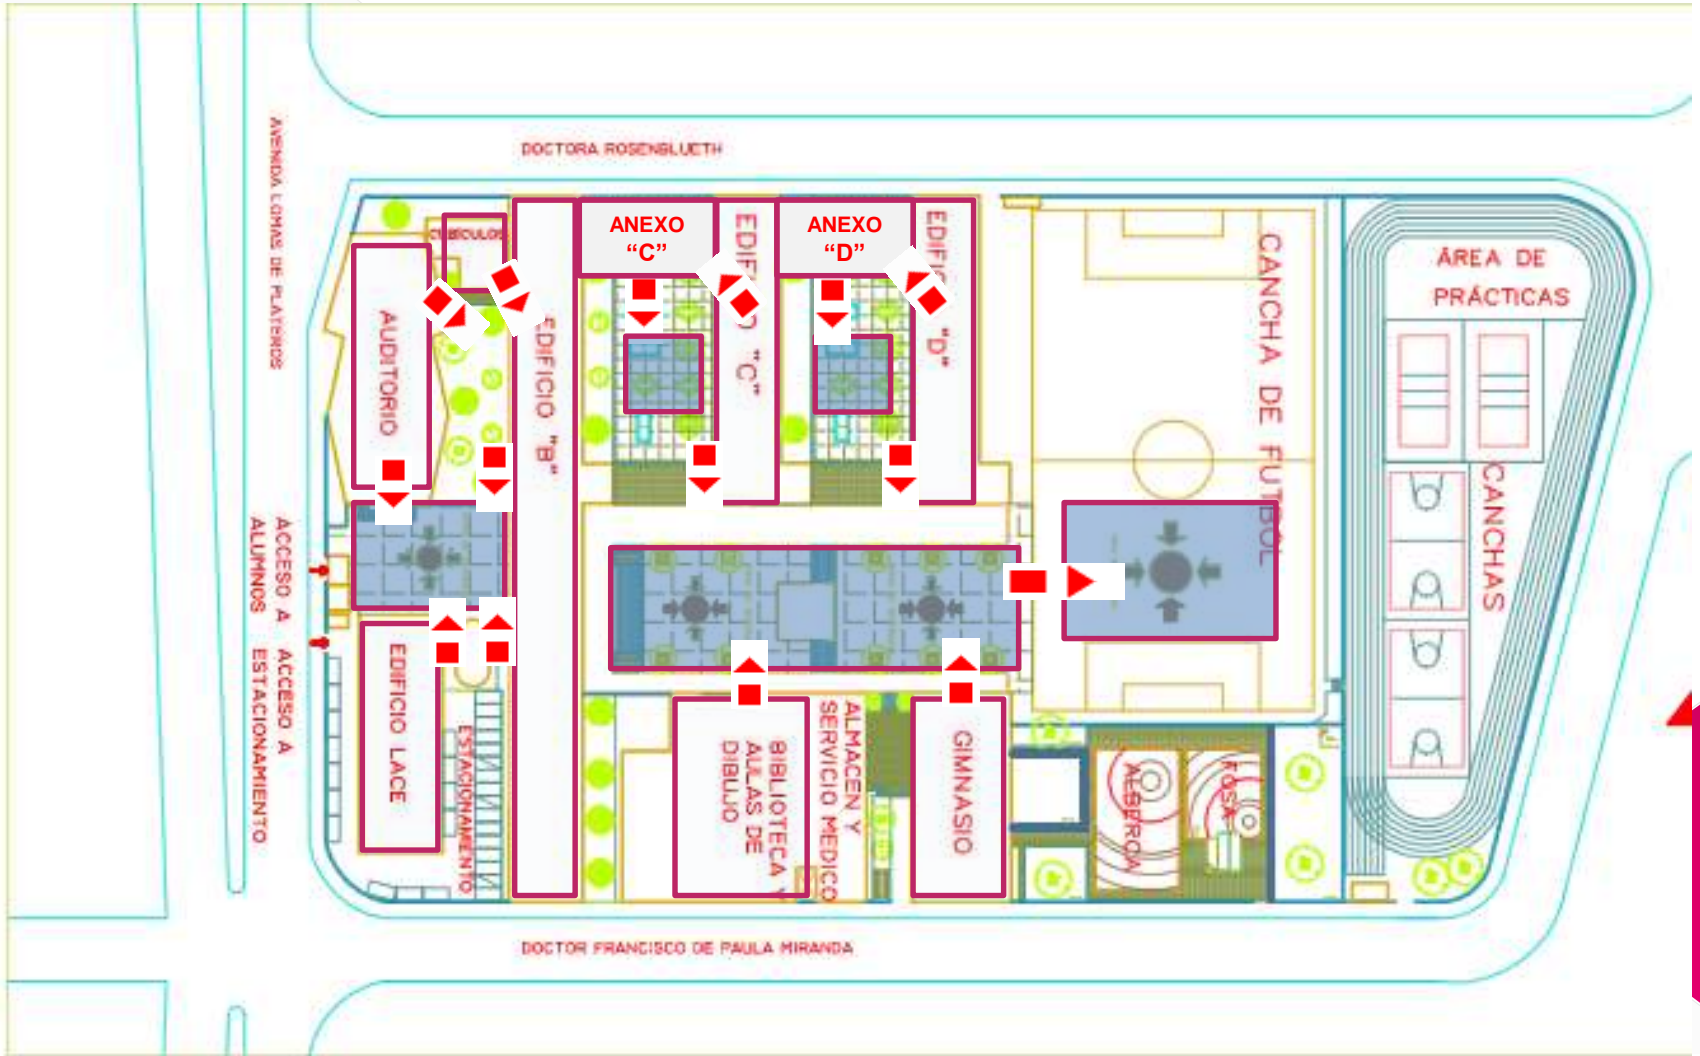 DOCTORA ROSENBLUETH
AVENIDA LOMAS DE PLATEROS
CUBICULOS
ANEXO
“C”
ANEXO
“D”
EDIFICIO "C"
EDIFICIO "D"
AUDITORIO
EDIFICIO "B"
CANCHA DE FUTBOL
ÁREA DE
PRÁCTICAS
CANCHAS
ACCESO A
ALUMNOS
ACCESO A
ESTACIONAMIENTO
EDIFICIO LACE
ESTACIONAMIENTO
BIBLIOTECA Y
AULAS DE
DIBUJO
ALMACEN Y
SERVICIO MEDICO
GIMNASIO
ALBERCA
FOSA
DOCTOR FRANCISCO DE PAULA MIRANDA